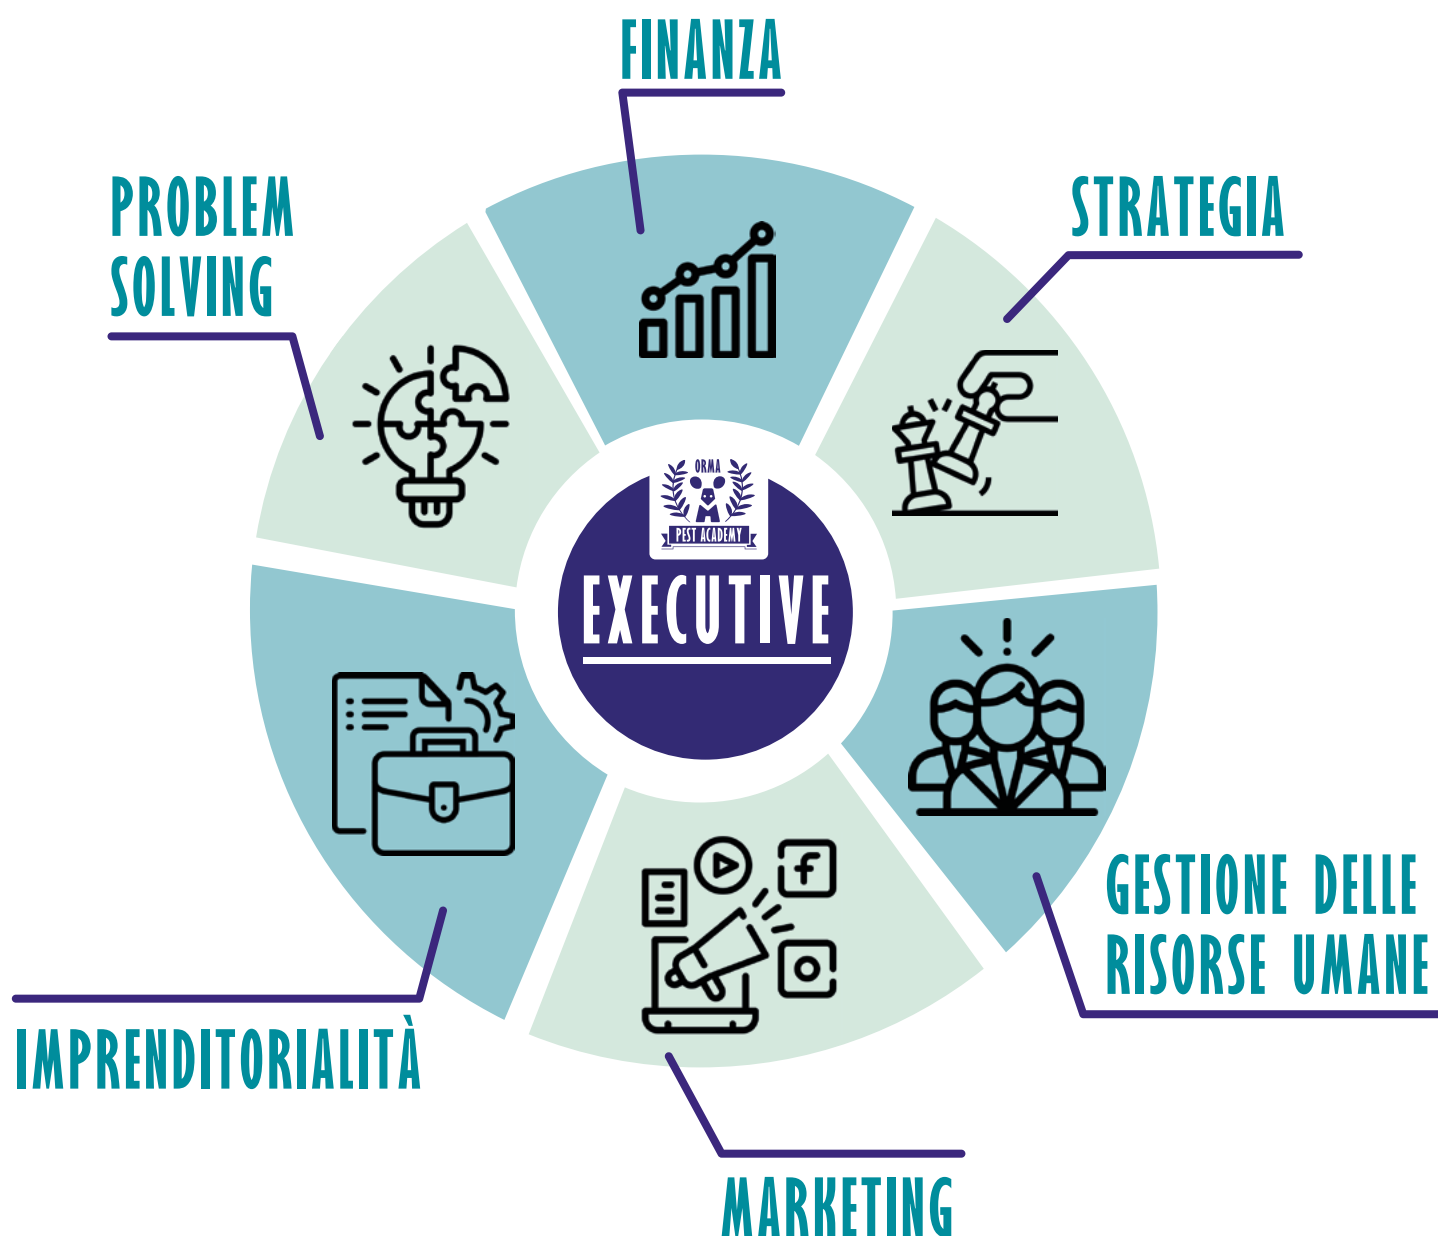 FINANZA
PROBLEM
SOLVING
STRATEGIA
ORMA
PEST ACADEMY
EXECUTIVE
GESTIONE DELLE
RISORSE UMANE
IMPRENDITORIALITÀ
MARKETING